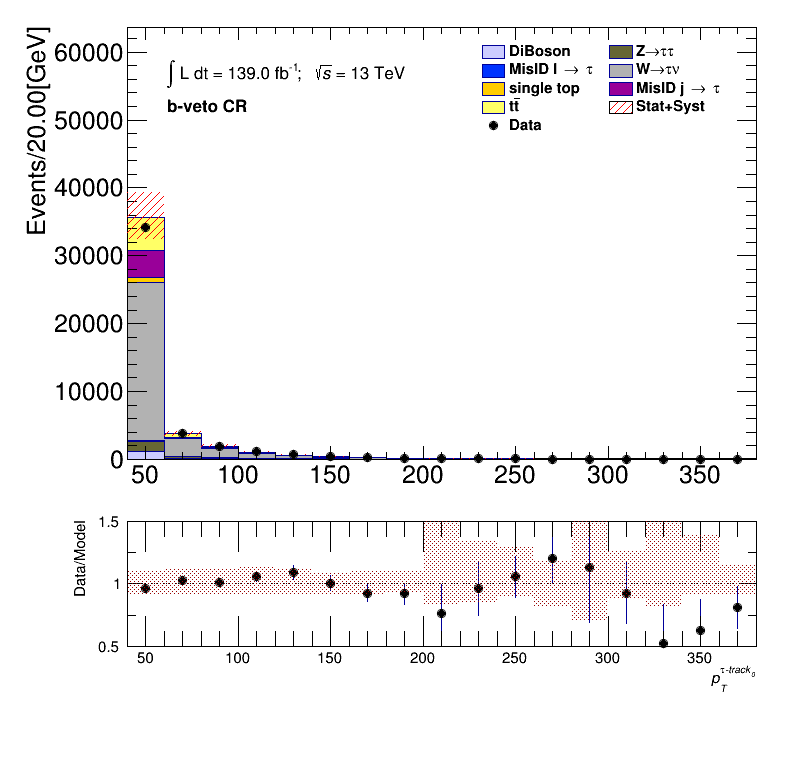 Events/20.00[GeV]
60000
50000
40000
30000
20000
10000
0
∫ L dt = 139.0 fb⁻¹; √s = 13 TeV
b-veto CR
DiBoson Z→ττ
MisID l → τ W→τν
single top MisID j → τ
tt̄ Stat+Syst
Data
50 100 150 200 250 300 350
Data/Model
1.5
1
0.5
50 100 150 200 250 300 350
p_T^{τ-track_0}